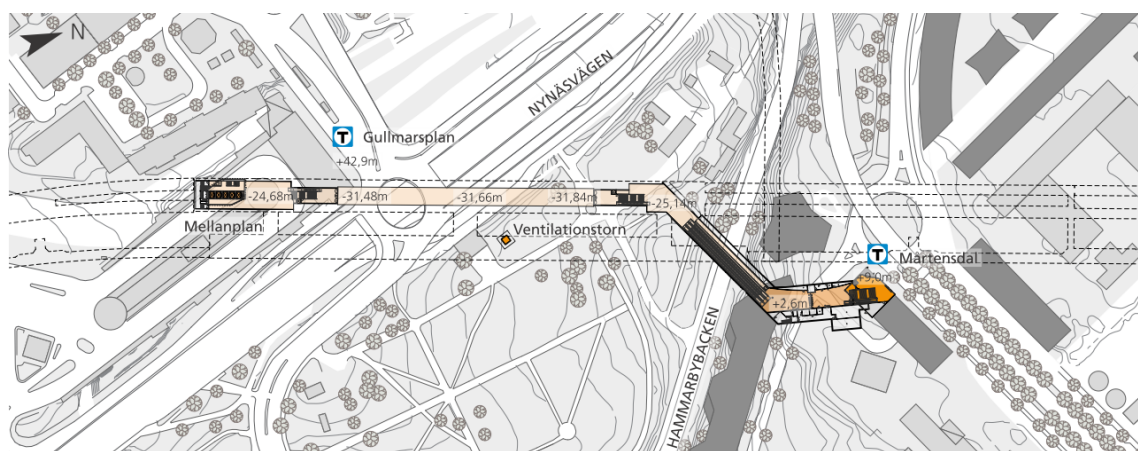 N
NYNÄSVÄGEN
T
Gullmarsplan
+42,9m
-24,68m
-31,48m
-31,66m
-31,84m
-25,14m
Mellanplan
Ventilationstorn
T
Mårtensdal
+9,0m
+2,6m
HAMMARBYBACKEN